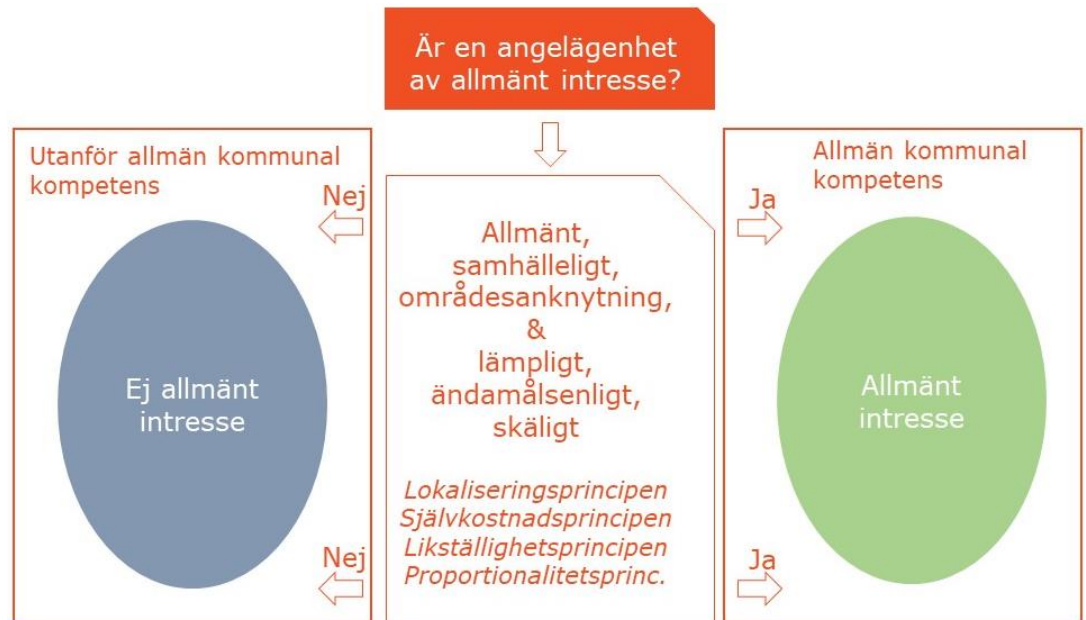 Är en angelägenhet
av allmänt intresse?
Utanför allmän kommunal
kompetens
Nej
Ej allmänt
intresse
Nej
Allmänt,
samhälleligt,
områdesanknytning,
&
lämpligt,
ändamålsenligt,
skäligt
Lokaliseringsprincipen
Självkostnadsprincipen
Likställighetsprincipen
Proportionalitetsprinc.
Allmän kommunal
kompetens
Ja
Allmänt
intresse
Ja